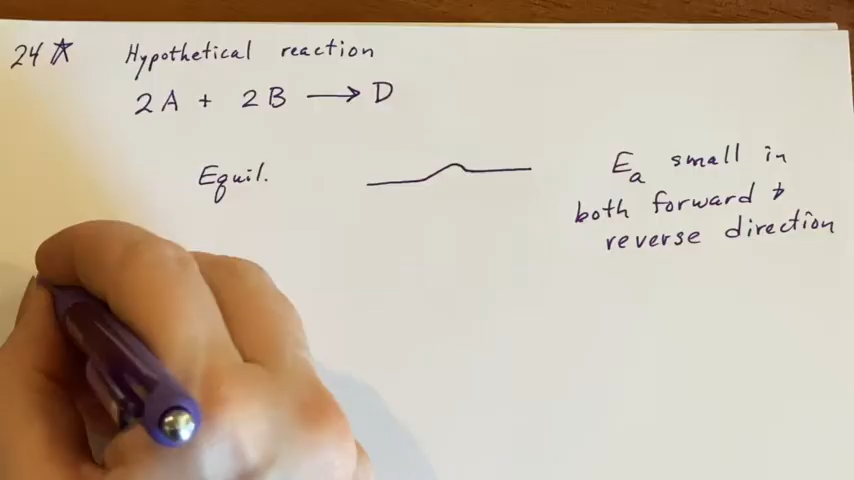 24 ☆ Hypothetical reaction
2A + 2B → D
Equil.
Ea small in
both forward &
reverse direction